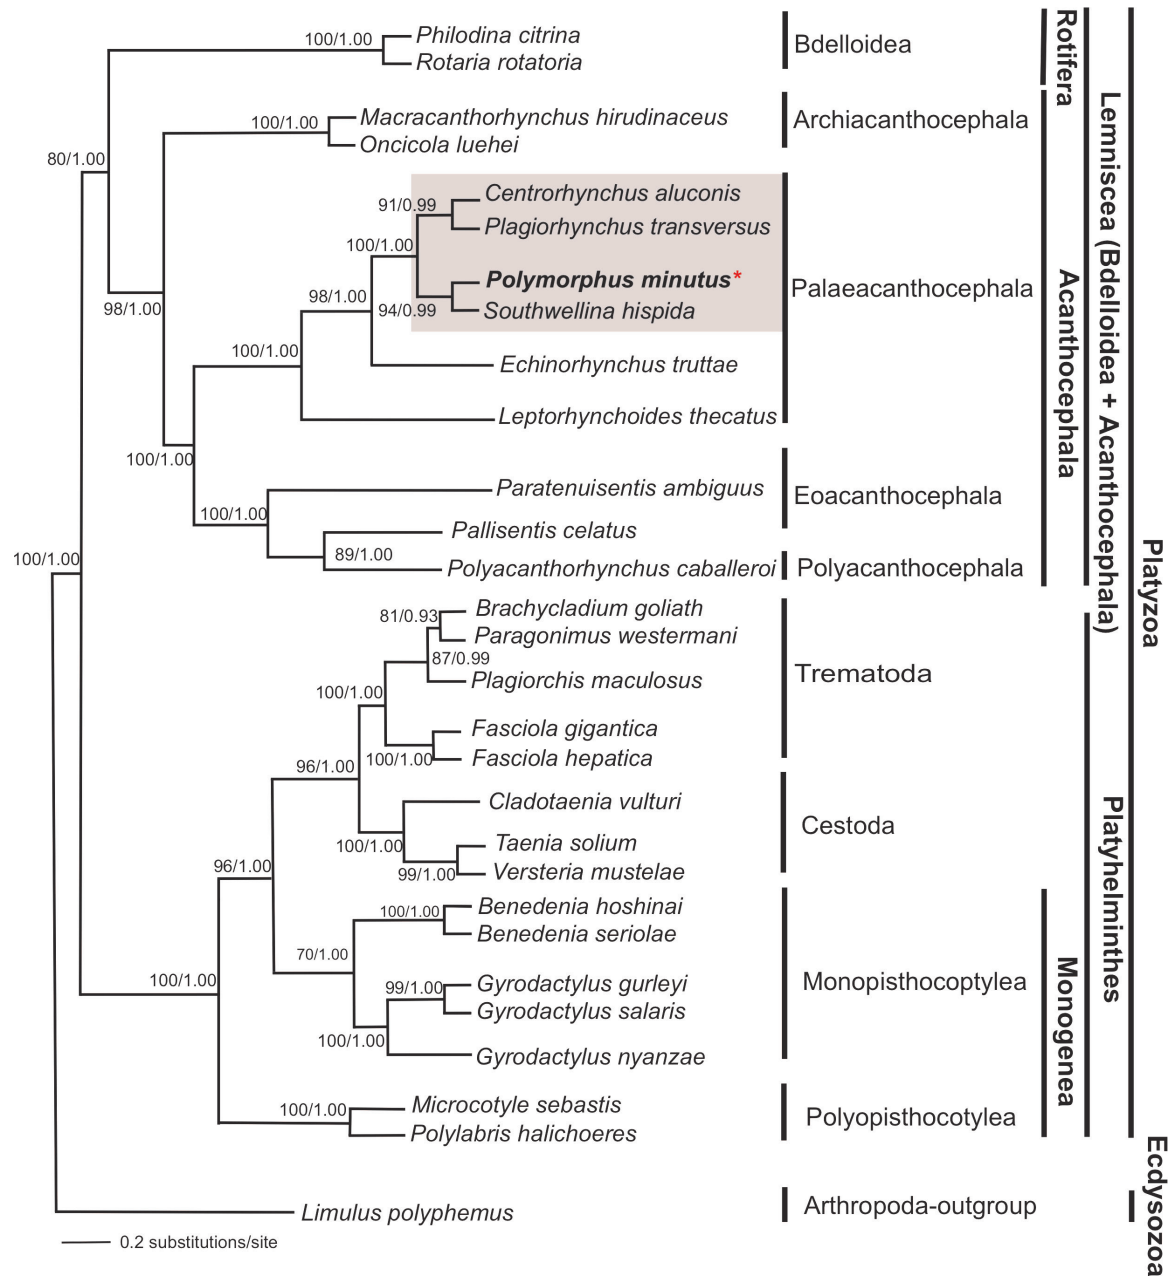 100/1.00
Philodina citrina
Rotaria rotatoria
Bdelloidea
Rotifera
100/1.00
Macracanthorhynchus hirudinaceus
Oncicola luehei
Archiacanthocephala
80/1.00
91/0.99
Centrorhynchus aluconis
Plagiorhynchus transversus
100/1.00
Polymorphus minutus*
Southwellina hispida
94/0.99
98/1.00
98/1.00
Palaeacanthocephala
100/1.00
Echinorhynchus truttae
Leptorhynchoides thecatus
100/1.00
100/1.00
Paratenuisentis ambiguus
Eoacanthocephala
Pallisentis celatus
89/1.00
Polyacanthorhynchus caballeroi
Polyacanthocephala
Acanthocephala
Lemniscea (Bdelloidea + Acanthocephala)
100/1.00
81/0.93
Brachycladium goliath
Paragonimus westermani
87/0.99
Plagiorchis maculosus
100/1.00
Fasciola gigantica
100/1.00
Fasciola hepatica
Trematoda
96/1.00
Cladotaenia vulturi
100/1.00
Taenia solium
99/1.00
Versteria mustelae
Cestoda
96/1.00
100/1.00
Benedenia hoshinai
Benedenia seriolae
70/1.00
99/1.00
Gyrodactylus gurleyi
Gyrodactylus salaris
100/1.00
Gyrodactylus nyanzae
Monopisthocoptylea
100/1.00
100/1.00
Microcotyle sebastis
Polylabris halichoeres
Polyopisthocotylea
Monogenea
Platyhelminthes
Platyzoa
Limulus polyphemus
Arthropoda-outgroup
Ecdysozoa
0.2 substitutions/site